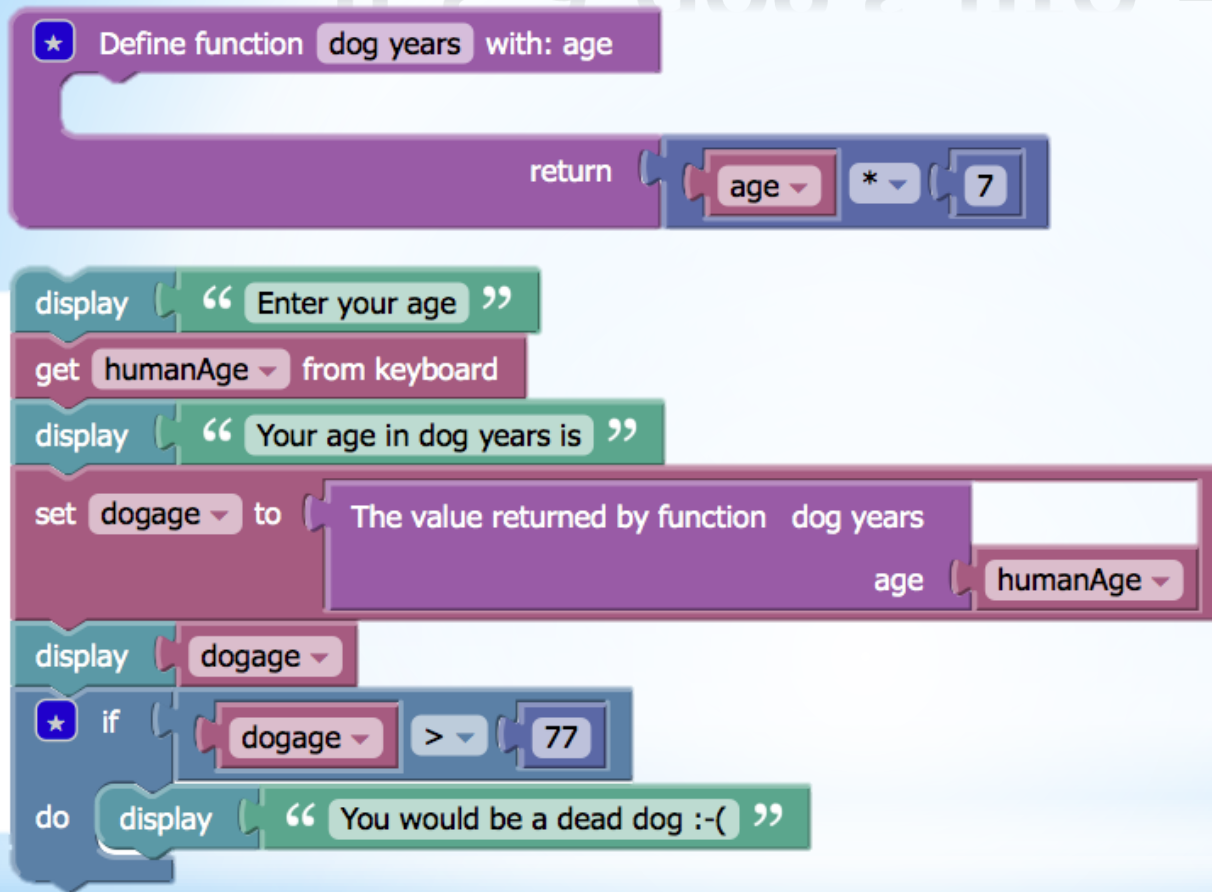 ★ Define function dog years with: age
return age * 7
display “ Enter your age ”
get humanAge from keyboard
display “ Your age in dog years is ”
set dogage to The value returned by function dog years
age humanAge
display dogage
★ if dogage > 77
do display “ You would be a dead dog :-( ”